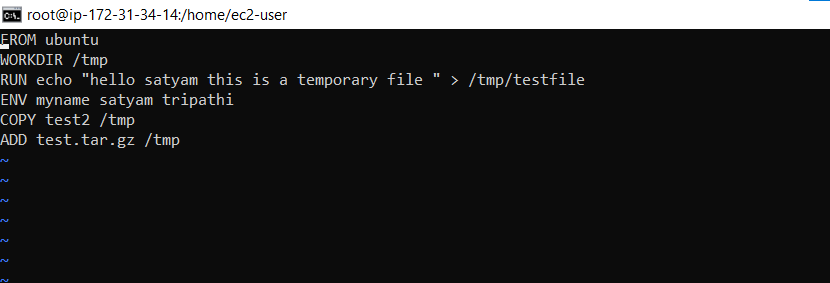 root@ip-172-31-34-14:/home/ec2-user
FROM ubuntu
WORKDIR /tmp
RUN echo "hello satyam this is a temporary file " > /tmp/testfile
ENV myname satyam tripathi
COPY test2 /tmp
ADD test.tar.gz /tmp
~
~
~
~
~
~
~